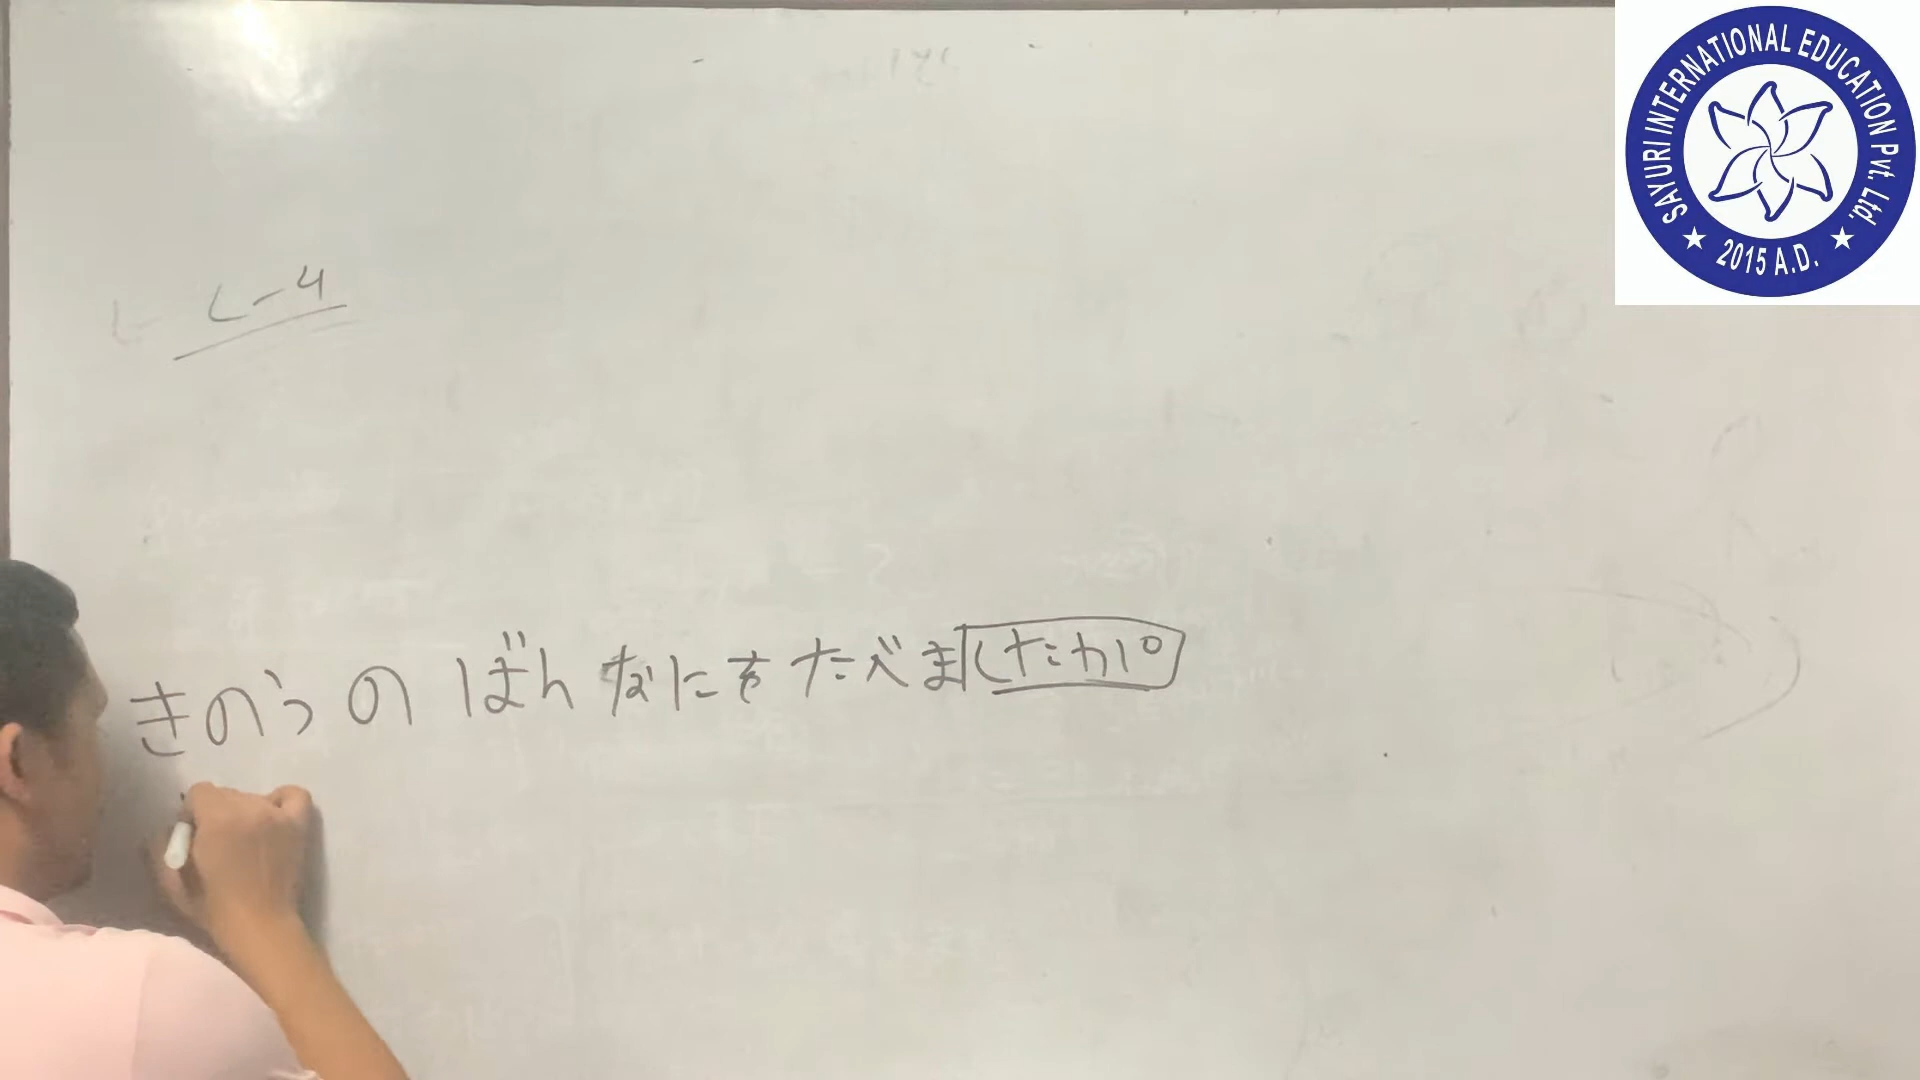 SAYURI INTERNATIONAL EDUCATION Pvt. Ltd.
★ 2015 A.D. ★
L-4
きのうのばんなにをたべましたか。